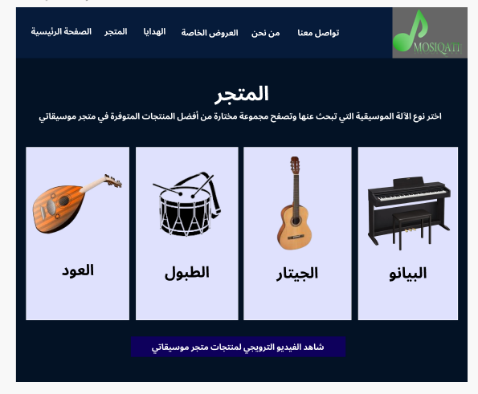 MOSIQATI
تواصل معنا
من نحن
العروض الخاصة
الهدايا
المتجر
الصفحة الرئيسية
المتجر
اختر نوع الآلة الموسيقية التي تبحث عنها وتصفح مجموعة مختارة من أفضل المنتجات المتوفرة في متجر موسيقاتي
البيانو
الجيتار
الطبول
العود
شاهد الفيديو الترويجي لمنتجات متجر موسيقاتي